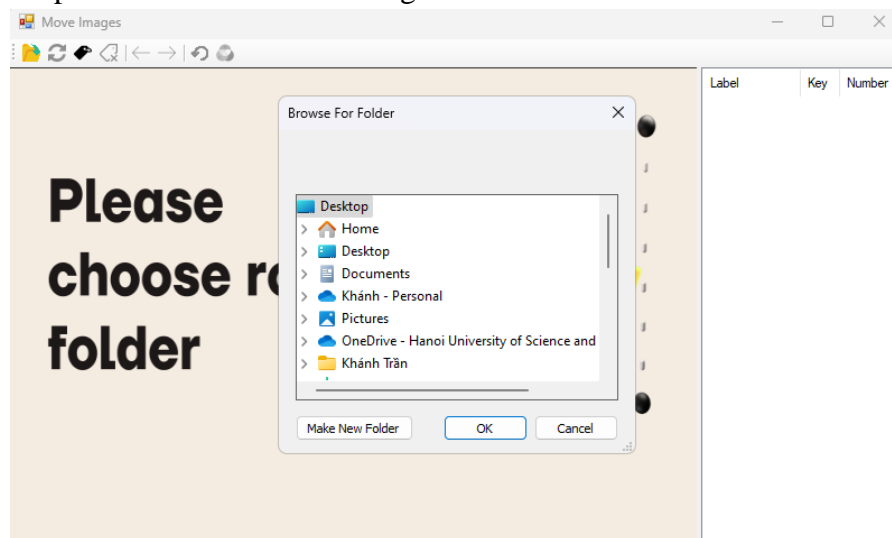 Move Images
Label Key Number
Browse For Folder
Please
choose ro
folder
Desktop
Home
Desktop
Documents
Khánh - Personal
Pictures
OneDrive - Hanoi University of Science and
Khánh Trần
Make New Folder OK Cancel